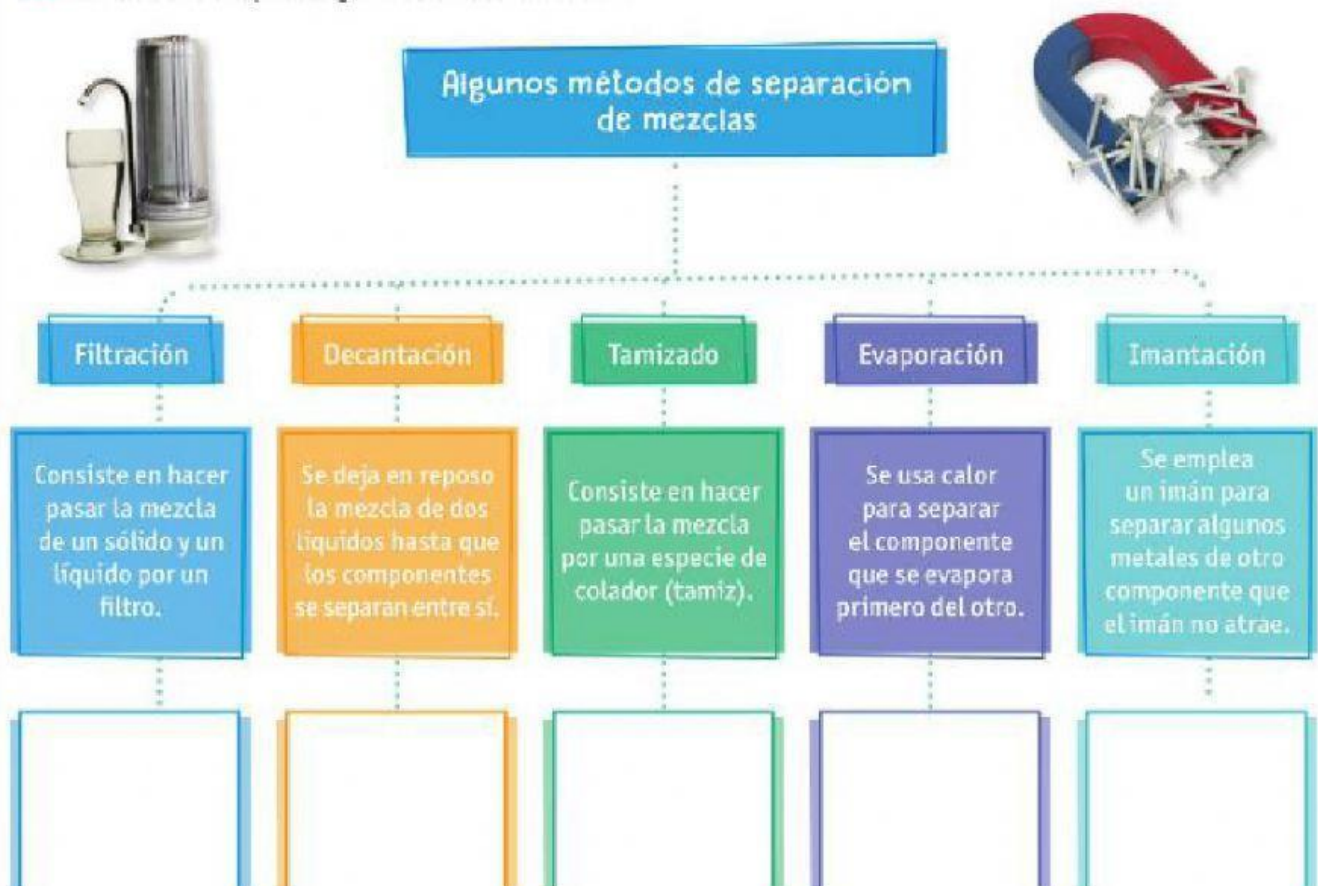 Algunos métodos de separación
de mezclas
Filtración
Decantación
Tamizado
Evaporación
Imantación
Consiste en hacer
pasar la mezcla
de un sólido y un
líquido por un
filtro.
Se deja en reposo
la mezcla de dos
líquidos hasta que
los componentes
se separan entre sí.
Consiste en hacer
pasar la mezcla
por una especie de
colador (tamiz).
Se usa calor
para separar
el componente
que se evapora
primero del otro.
Se emplea
un imán para
separar algunos
metales de otro
componente que
el imán no atrae.